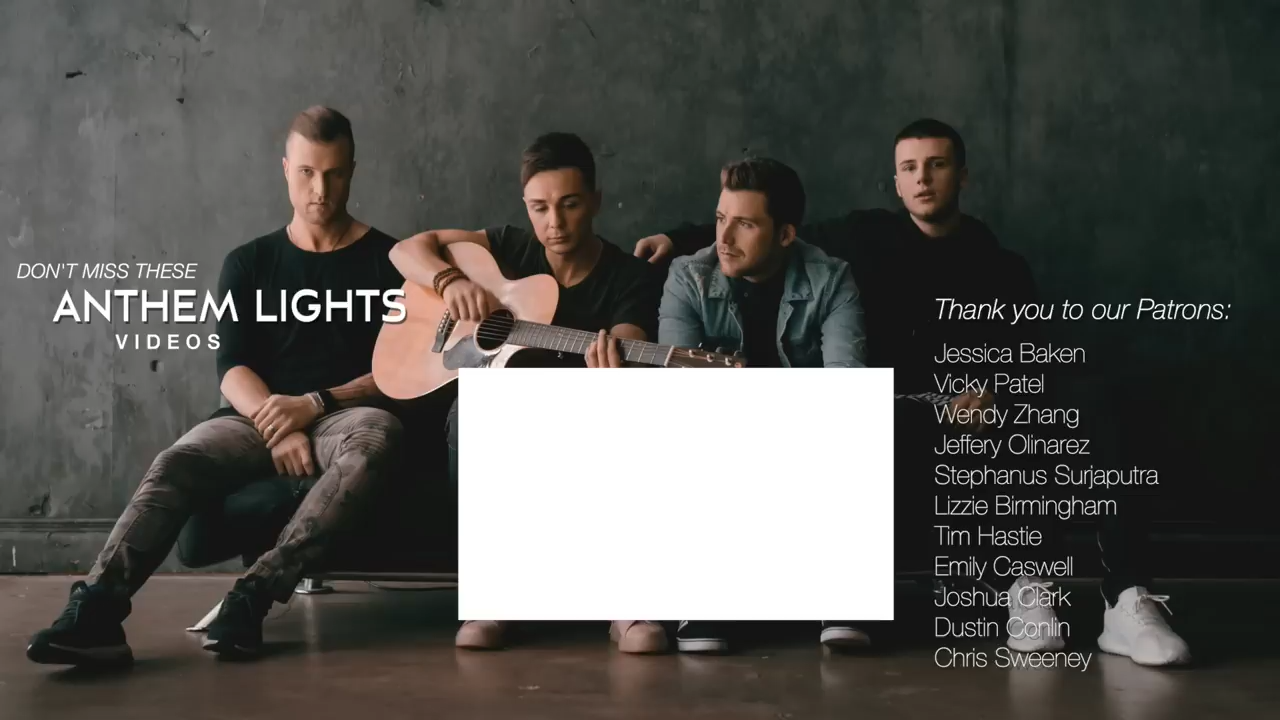 DON'T MISS THESE
ANTHEM LIGHTS
VIDEOS
Thank you to our Patrons:
Jessica Baken
Vicky Patel
Wendy Zhang
Jeffery Olinarez
Stephanus Surjaputra
Lizzie Birmingham
Tim Hastie
Emily Caswell
Joshua Clark
Dustin Conlin
Chris Sweeney